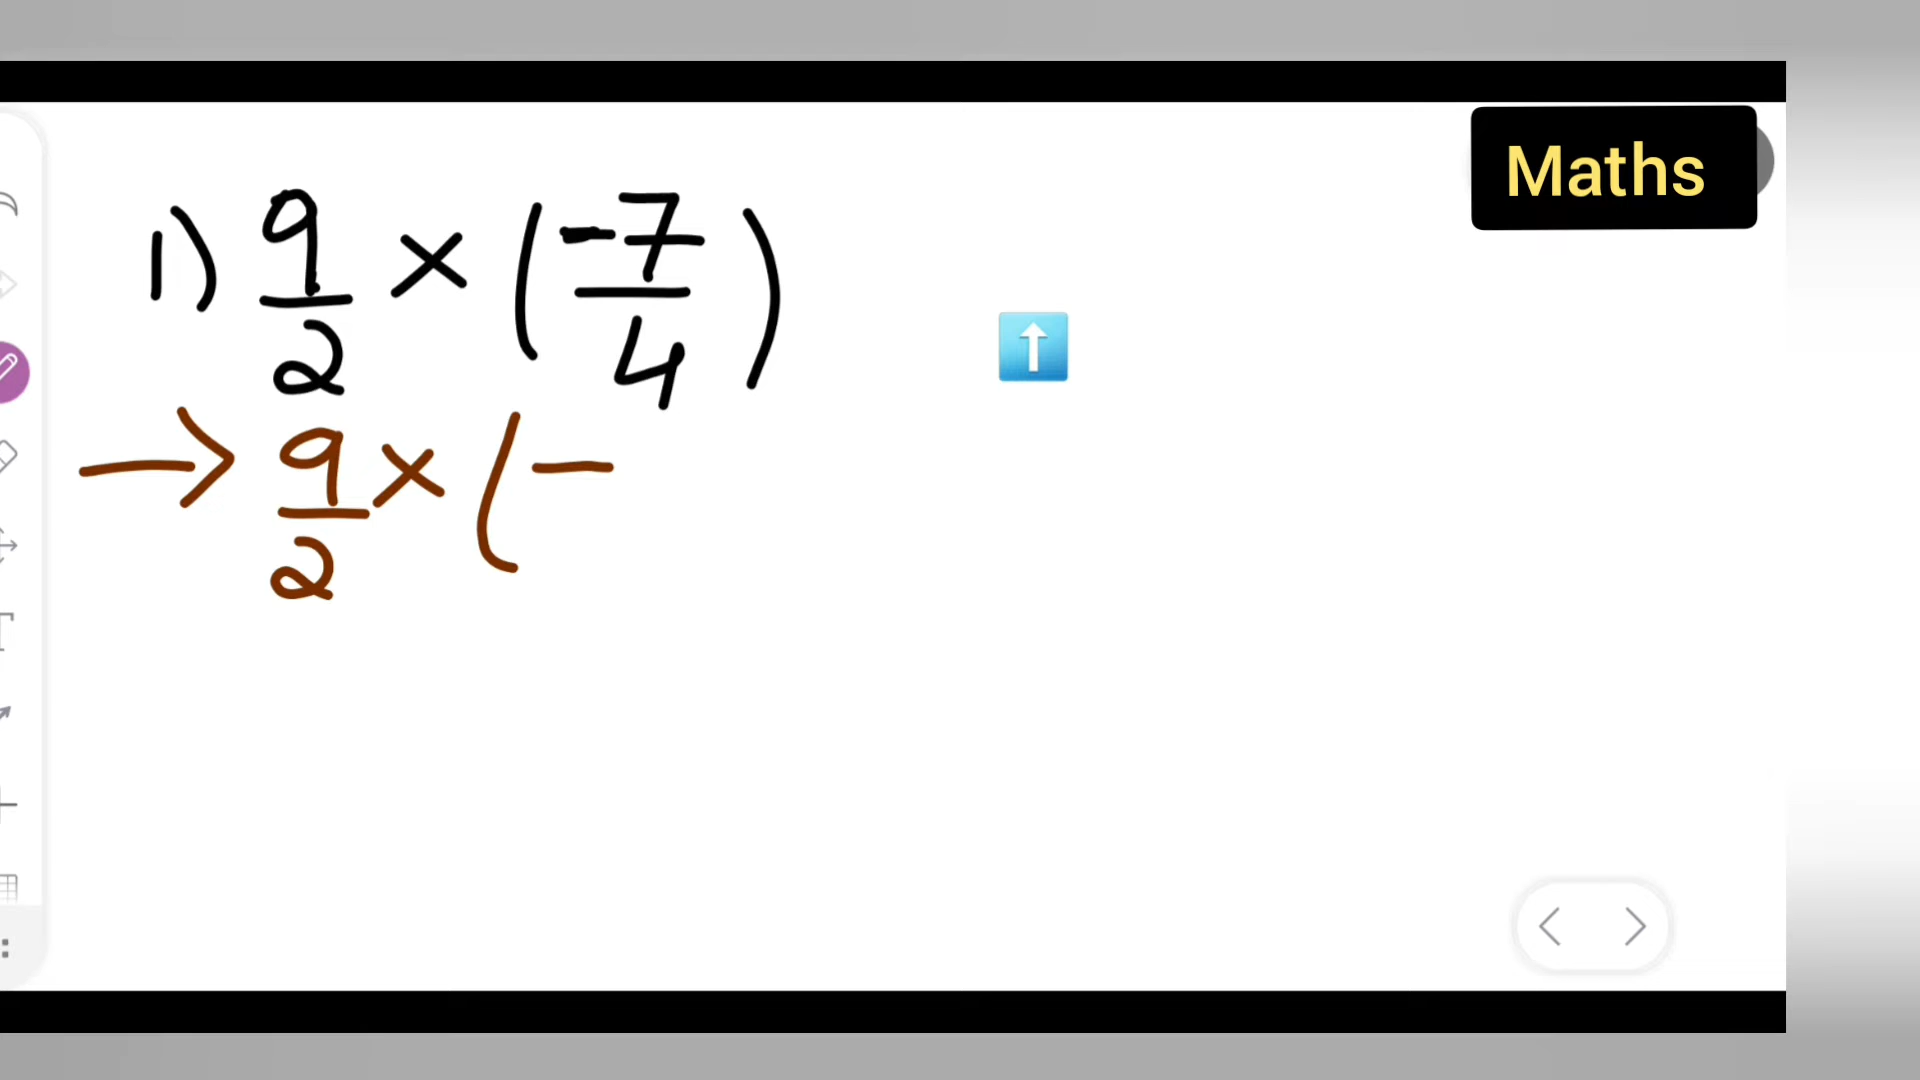 Maths
1) 9/2 × (-7/4)
→ 9/2 × (-